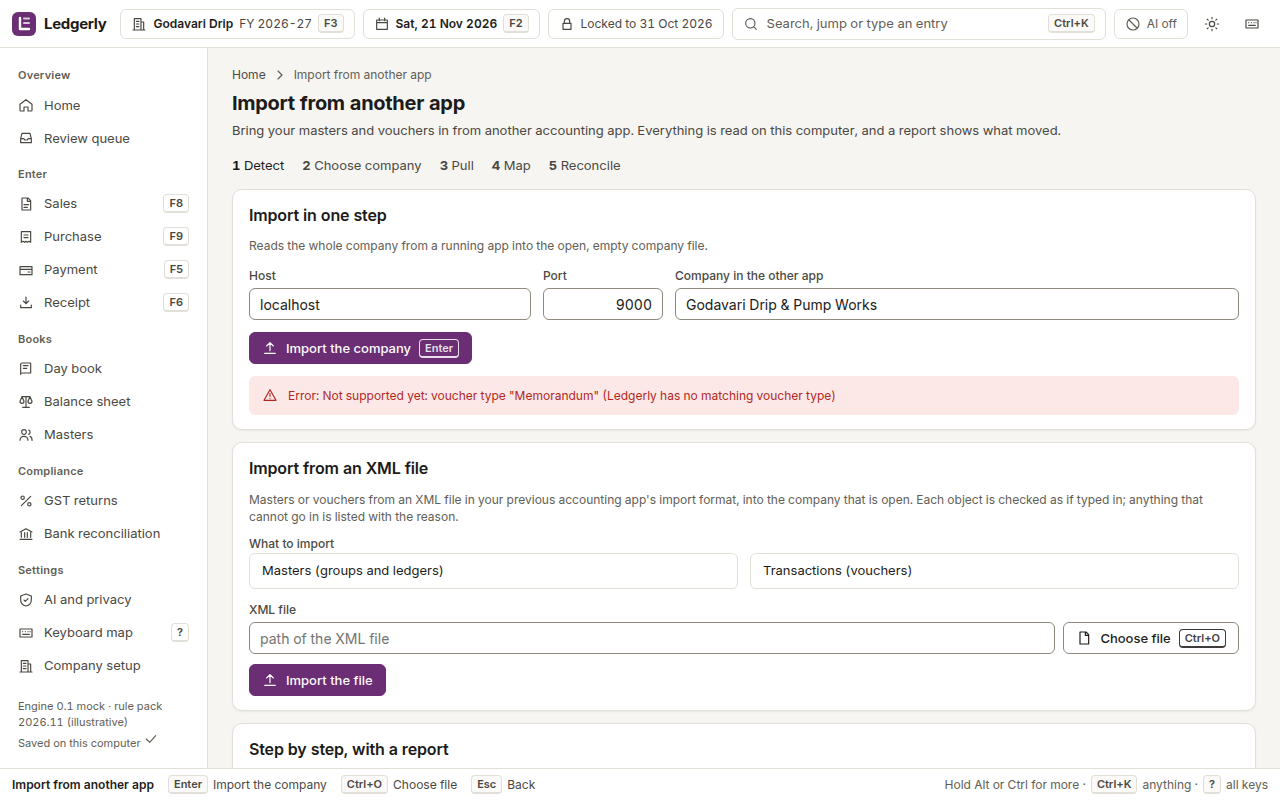 Ledgerly
Godavari Drip FY 2026-27 F3
Sat, 21 Nov 2026 F2
Locked to 31 Oct 2026
Search, jump or type an entry Ctrl+K
AI off
Overview
Home
Review queue
Enter
Sales F8
Purchase F9
Payment F5
Receipt F6
Books
Day book
Balance sheet
Masters
Compliance
GST returns
Bank reconciliation
Settings
AI and privacy
Keyboard map ?
Company setup
Engine 0.1 mock · rule pack
2026.11 (illustrative)
Saved on this computer
Home Import from another app
Import from another app
Bring your masters and vouchers in from another accounting app. Everything is read on this computer, and a report shows what moved.
1 Detect 2 Choose company 3 Pull 4 Map 5 Reconcile
Import in one step
Reads the whole company from a running app into the open, empty company file.
Host Port Company in the other app
localhost 9000 Godavari Drip & Pump Works
Import the company Enter
Error: Not supported yet: voucher type "Memorandum" (Ledgerly has no matching voucher type)
Import from an XML file
Masters or vouchers from an XML file in your previous accounting app's import format, into the company that is open. Each object is checked as if typed in; anything that
cannot go in is listed with the reason.
What to import
Masters (groups and ledgers) Transactions (vouchers)
XML file
path of the XML file Choose file Ctrl+O
Import the file
Step by step, with a report
Import from another app Enter Import the company Ctrl+O Choose file Esc Back
Hold Alt or Ctrl for more · Ctrl+K anything · ? all keys